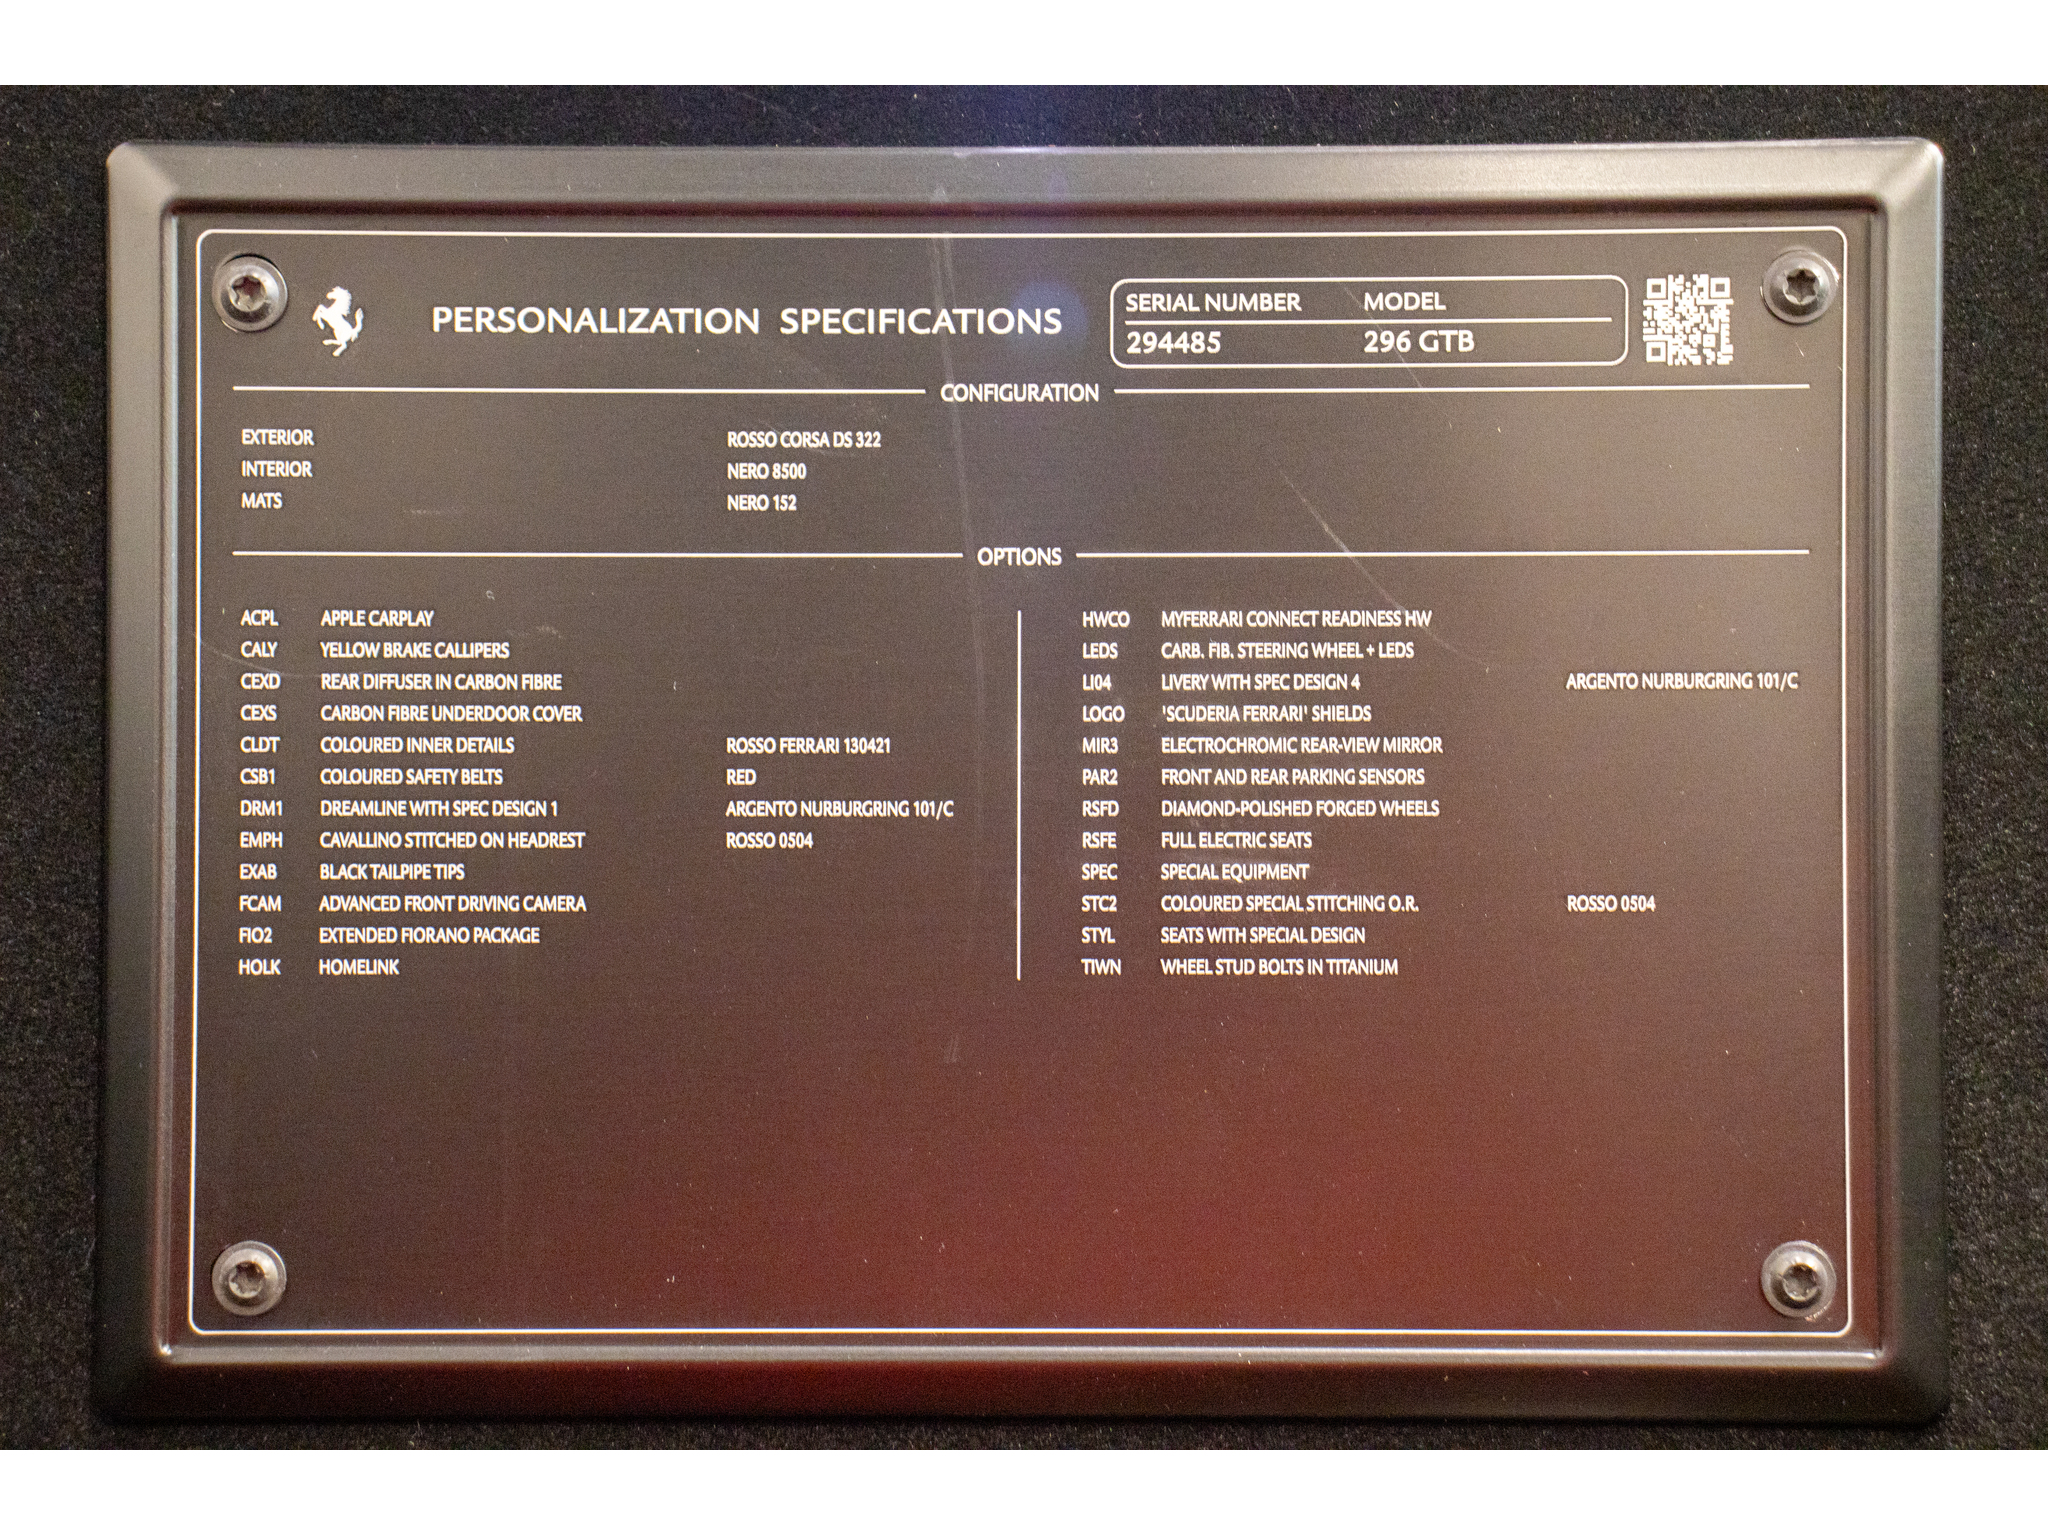 PERSONALIZATION SPECIFICATIONS
SERIAL NUMBER MODEL
294485 296 GTB
CONFIGURATION
EXTERIOR ROSSO CORSA DS 322
INTERIOR NERO 8500
MATS NERO 152
OPTIONS
ACPL APPLE CARPLAY
CALY YELLOW BRAKE CALLIPERS
CEXD REAR DIFFUSER IN CARBON FIBRE
CEXS CARBON FIBRE UNDERDOOR COVER
CLDT COLOURED INNER DETAILS ROSSO FERRARI 130421
CSB1 COLOURED SAFETY BELTS RED
DRM1 DREAMLINE WITH SPEC DESIGN 1 ARGENTO NURBURGRING 101/C
EMPH CAVALLINO STITCHED ON HEADREST ROSSO 0504
EXAB BLACK TAILPIPE TIPS
FCAM ADVANCED FRONT DRIVING CAMERA
FIO2 EXTENDED FIORANO PACKAGE
HOLK HOMELINK
HWCO MYFERRARI CONNECT READINESS HW
LEDS CARB. FIB. STEERING WHEEL + LEDS
LI04 LIVERY WITH SPEC DESIGN 4 ARGENTO NURBURGRING 101/C
LOGO 'SCUDERIA FERRARI' SHIELDS
MIR3 ELECTROCHROMIC REAR-VIEW MIRROR
PAR2 FRONT AND REAR PARKING SENSORS
RSFD DIAMOND-POLISHED FORGED WHEELS
RSFE FULL ELECTRIC SEATS
SPEC SPECIAL EQUIPMENT
STC2 COLOURED SPECIAL STITCHING O.R. ROSSO 0504
STYL SEATS WITH SPECIAL DESIGN
TIWN WHEEL STUD BOLTS IN TITANIUM